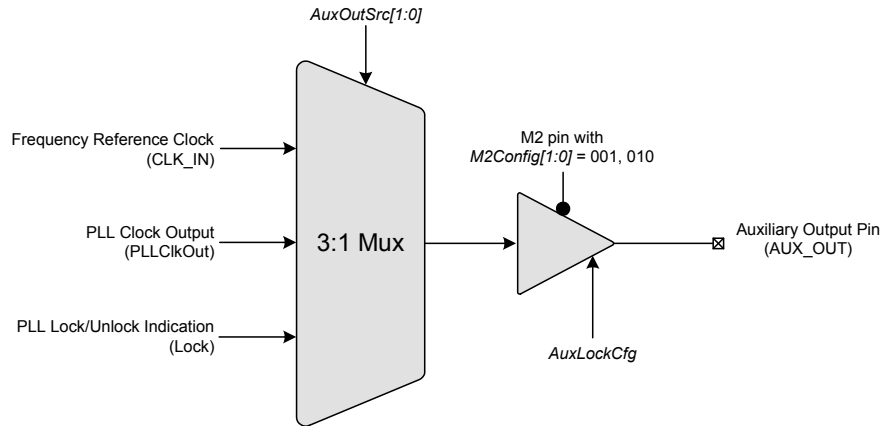 AuxOutSrc[1:0]
Frequency Reference Clock
(CLK_IN)
PLL Clock Output
(PLLClkOut)
PLL Lock/Unlock Indication
(Lock)
3:1 Mux
M2 pin with
M2Config[1:0] = 001, 010
AuxLockCfg
Auxiliary Output Pin
(AUX_OUT)